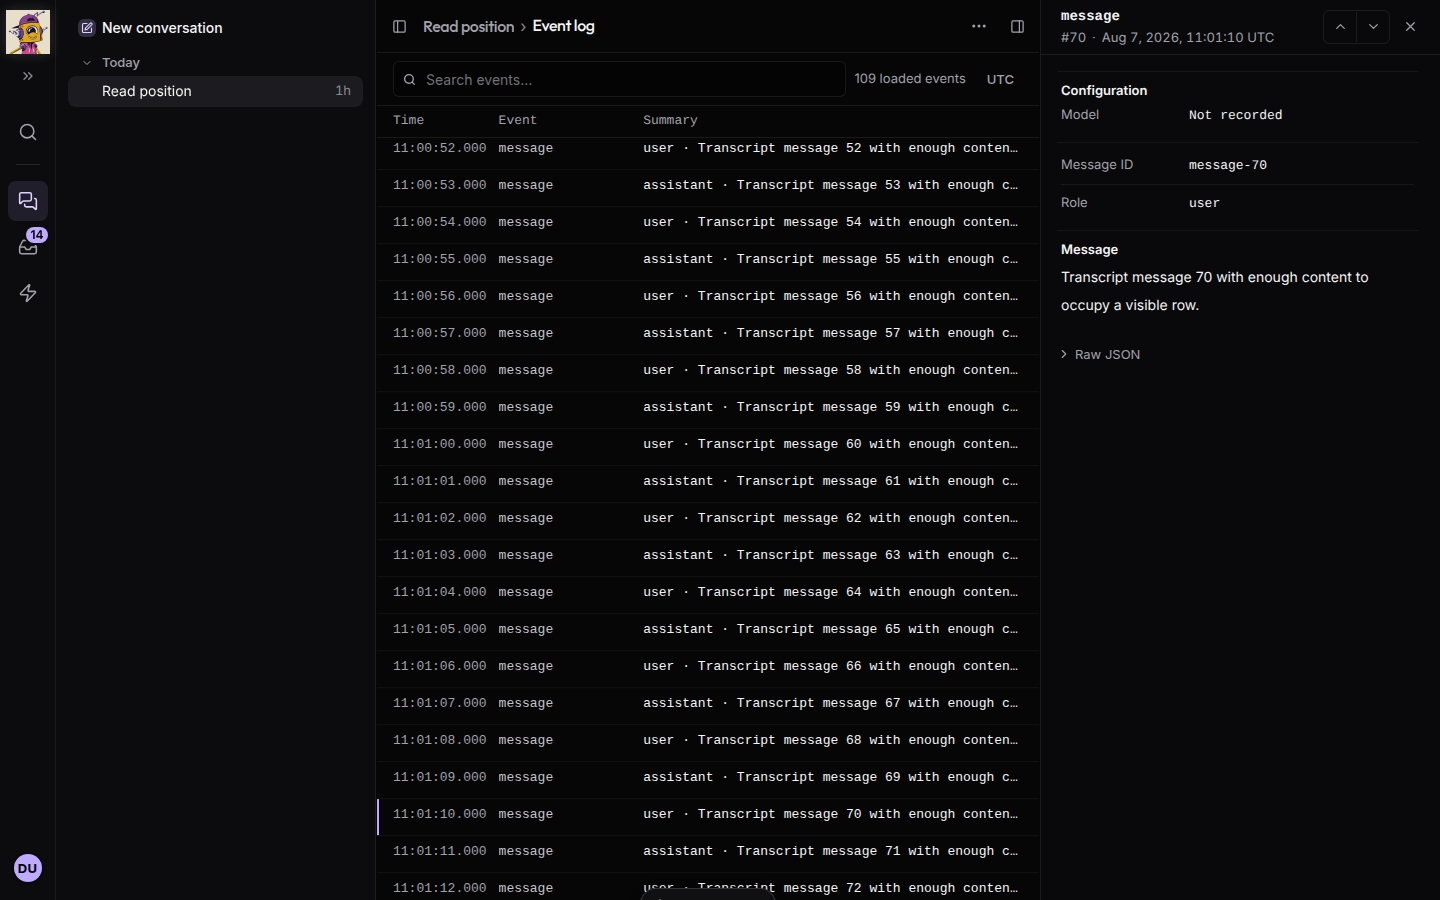 New conversation
Today
Read position 1h
14
DU
Read position › Event log
Search events...
109 loaded events
UTC
Time Event Summary
11:00:52.000 message user · Transcript message 52 with enough conten…
11:00:53.000 message assistant · Transcript message 53 with enough c…
11:00:54.000 message user · Transcript message 54 with enough conten…
11:00:55.000 message assistant · Transcript message 55 with enough c…
11:00:56.000 message user · Transcript message 56 with enough conten…
11:00:57.000 message assistant · Transcript message 57 with enough c…
11:00:58.000 message user · Transcript message 58 with enough conten…
11:00:59.000 message assistant · Transcript message 59 with enough c…
11:01:00.000 message user · Transcript message 60 with enough conten…
11:01:01.000 message assistant · Transcript message 61 with enough c…
11:01:02.000 message user · Transcript message 62 with enough conten…
11:01:03.000 message assistant · Transcript message 63 with enough c…
11:01:04.000 message user · Transcript message 64 with enough conten…
11:01:05.000 message assistant · Transcript message 65 with enough c…
11:01:06.000 message user · Transcript message 66 with enough conten…
11:01:07.000 message assistant · Transcript message 67 with enough c…
11:01:08.000 message user · Transcript message 68 with enough conten…
11:01:09.000 message assistant · Transcript message 69 with enough c…
11:01:10.000 message user · Transcript message 70 with enough conten…
11:01:11.000 message assistant · Transcript message 71 with enough c…
11:01:12.000 message user · Transcript message 72 with enough conten…
message
#70 · Aug 7, 2026, 11:01:10 UTC
Configuration
Model Not recorded
Message ID message-70
Role user
Message
Transcript message 70 with enough content to
occupy a visible row.
Raw JSON